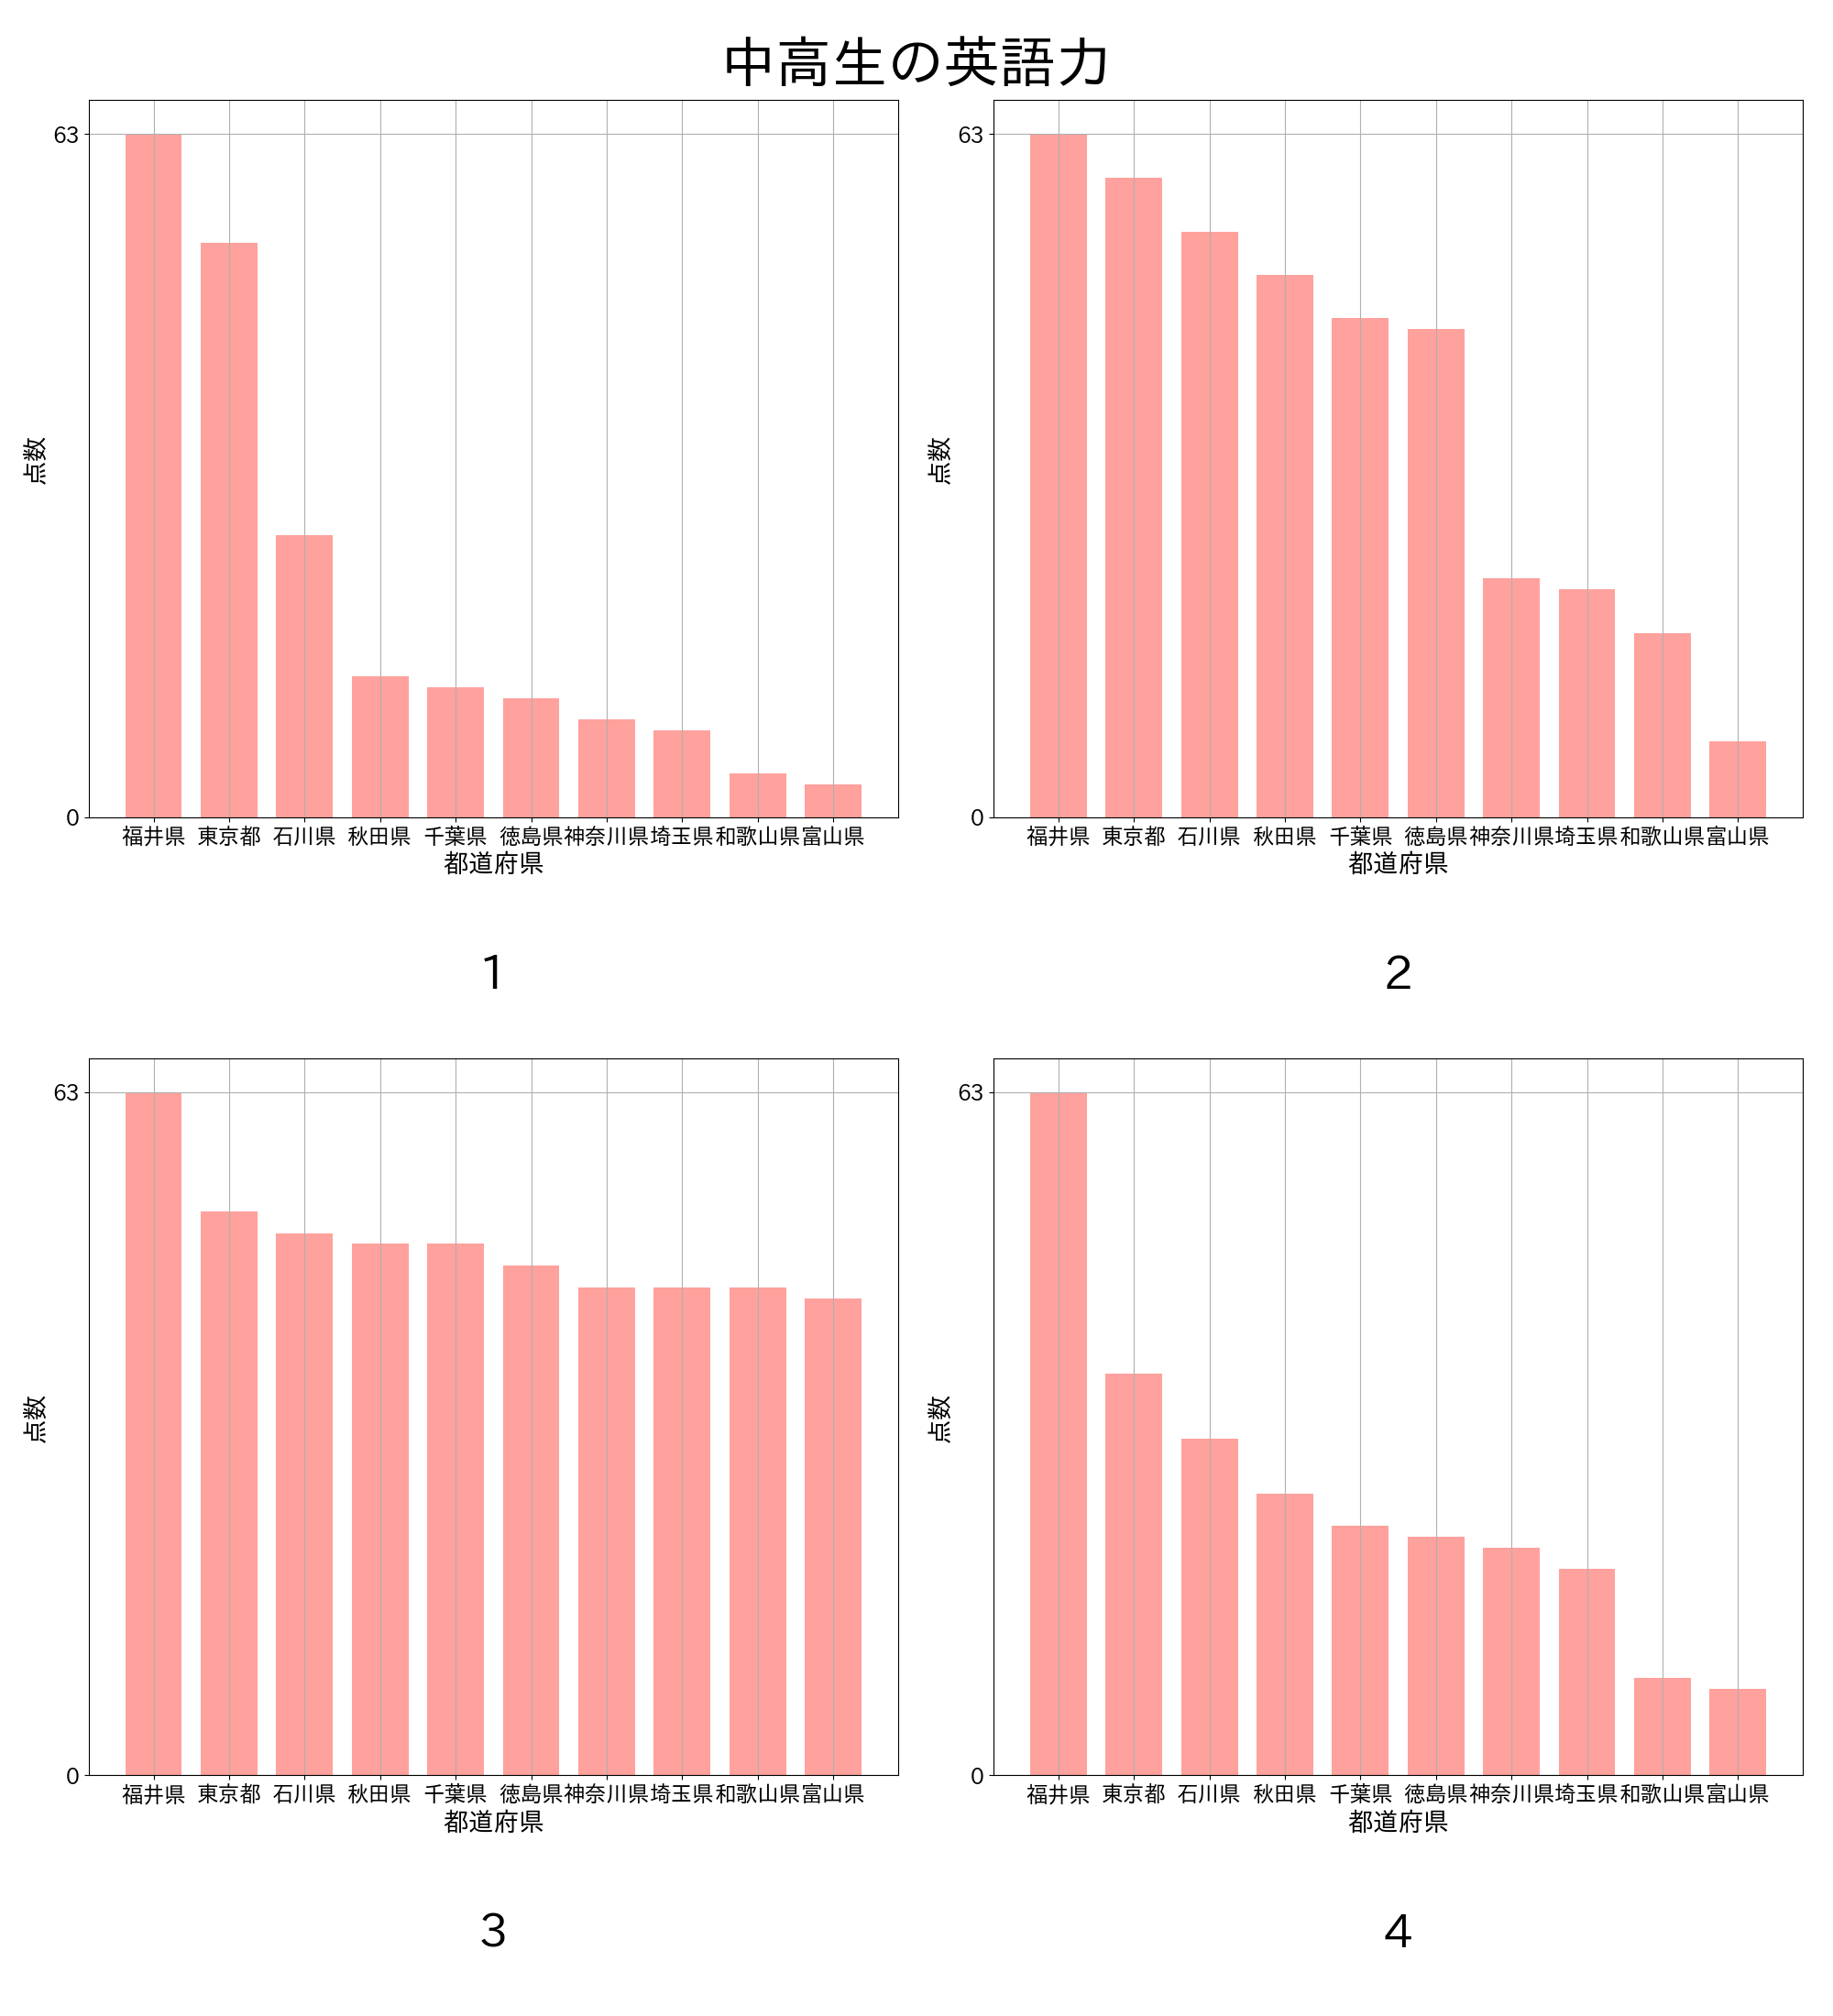 中高生の英語力
63
点数
0
福井県 東京都 石川県 秋田県 千葉県 徳島県 神奈川県 埼玉県 和歌山県 富山県
都道府県
1
63
点数
0
福井県 東京都 石川県 秋田県 千葉県 徳島県 神奈川県 埼玉県 和歌山県 富山県
都道府県
2
63
点数
0
福井県 東京都 石川県 秋田県 千葉県 徳島県 神奈川県 埼玉県 和歌山県 富山県
都道府県
3
63
点数
0
福井県 東京都 石川県 秋田県 千葉県 徳島県 神奈川県 埼玉県 和歌山県 富山県
都道府県
4